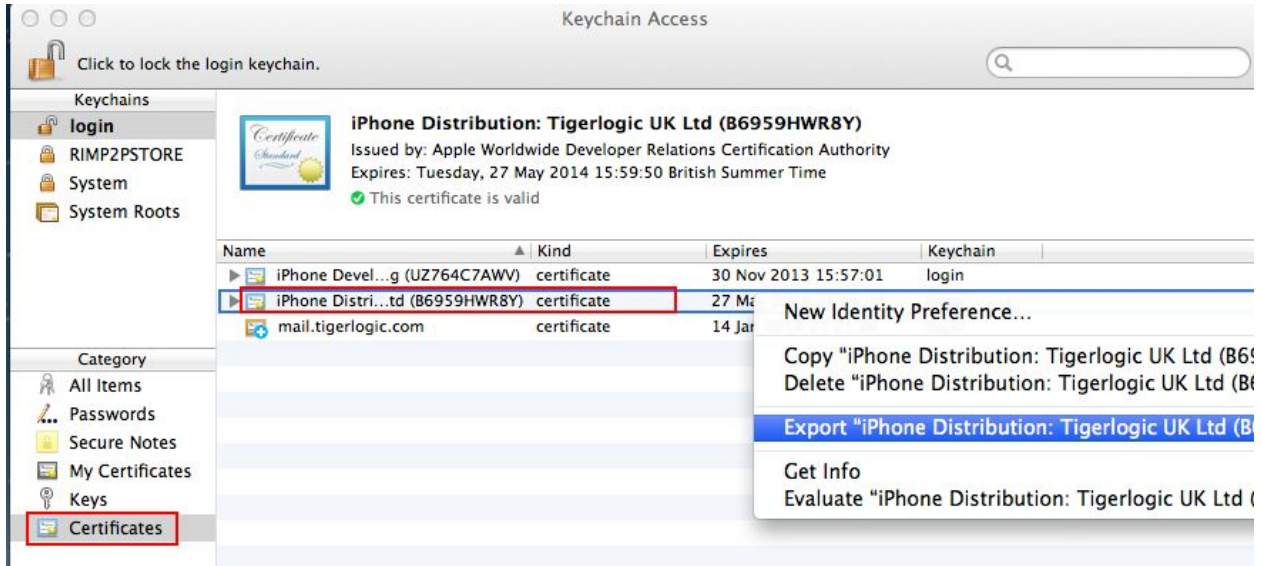 Keychain Access
Click to lock the login keychain.
Keychains
login
RIMP2PSTORE
System
System Roots
Certificate
Standard
iPhone Distribution: Tigerlogic UK Ltd (B6959HWR8Y)
Issued by: Apple Worldwide Developer Relations Certification Authority
Expires: Tuesday, 27 May 2014 15:59:50 British Summer Time
This certificate is valid
Name Kind Expires Keychain
iPhone Devel...g (UZ764C7AWV) certificate 30 Nov 2013 15:57:01 login
iPhone Distri...td (B6959HWR8Y) certificate 27
mail.tigerlogic.com certificate 14
New Identity Preference...
Copy "iPhone Distribution: Tigerlogic UK Ltd
Delete "iPhone Distribution: Tigerlogic UK Ltd
Export "iPhone Distribution: Tigerlogic UK Ltd
Get Info
Evaluate "iPhone Distribution: Tigerlogic UK Ltd
Category
All Items
Passwords
Secure Notes
My Certificates
Keys
Certificates